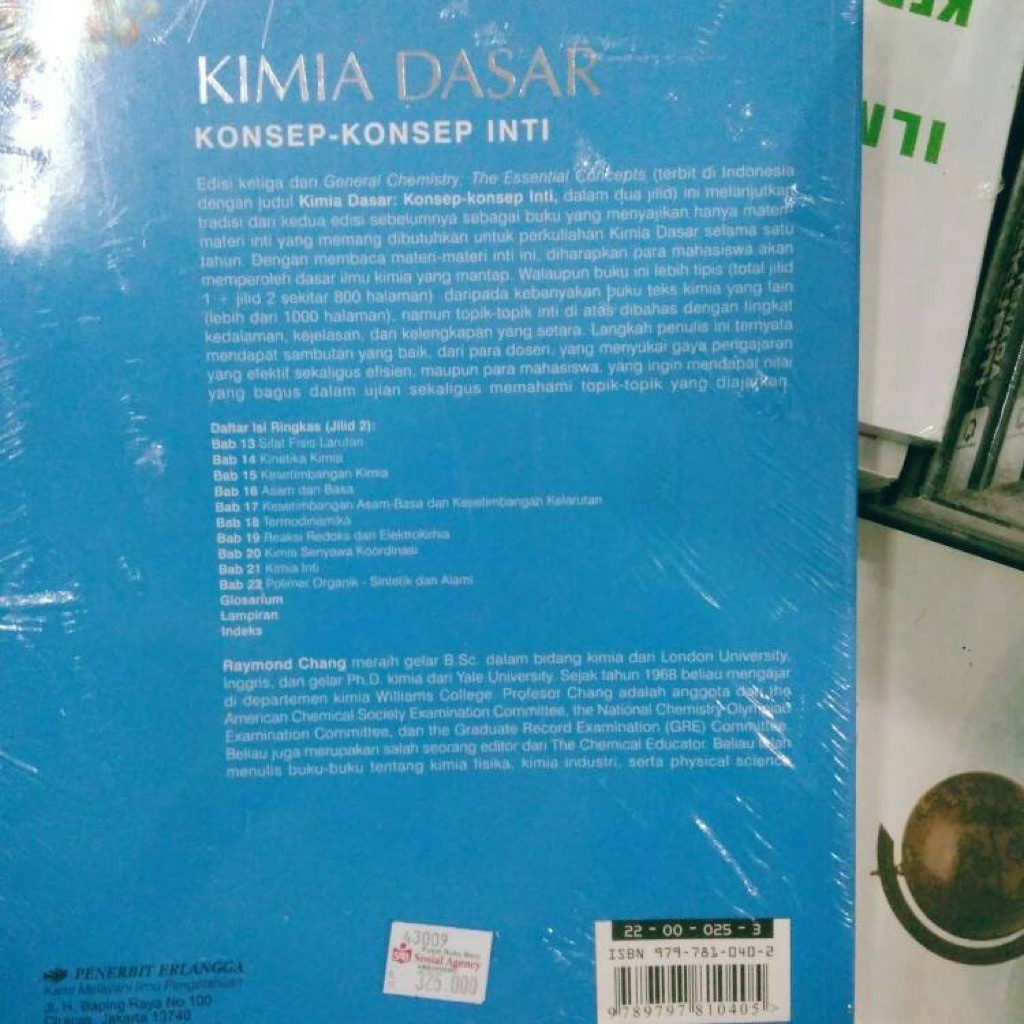 KIMIA DASAR
KONSEP-KONSEP INTI
Edisi ketiga dari General Chemistry: The Essential Concepts (terbit di Indonesia
dengan judul Kimia Dasar: Konsep-konsep Inti, dalam dua jilid) ini melanjutkan
tradisi dari kedua edisi sebelumnya sebagai buku yang menyajikan hanya materi
materi inti yang memang dibutuhkan untuk perkuliahan Kimia Dasar selama satu
tahun. Dengan membaca materi-materi inti ini, diharapkan para mahasiswa akan
memperoleh dasar ilmu kimia yang mantap. Walaupun buku ini lebih tipis (total jilid
1 + jilid 2 sekitar 800 halaman) daripada kebanyakan buku teks kimia yang lain
(lebih dari 1000 halaman), namun topik-topik inti di atas dibahas dengan tingkat
kedalaman, kejelasan, dan kelengkapan yang setara. Langkah penulis ini ternyata
mendapat sambutan yang baik, dari para dosen, yang menyukai gaya pengajaran
yang efektif sekaligus efisien, maupun para mahasiswa, yang ingin mendapat nilai
yang bagus dalam ujian sekaligus memahami topik-topik yang diajarkan.
Daftar Isi Ringkas (Jilid 2):
Bab 13 Sifat Fisis Larutan
Bab 14 Kinetika Kimia
Bab 15 Kesetimbangan Kimia
Bab 16 Asam dan Basa
Bab 17 Kesetimbangan Asam-Basa dan Kesetimbangan Kelarutan
Bab 18 Termodinamika
Bab 19 Reaksi Redoks dan Elektrokimia
Bab 20 Kimia Senyawa Koordinasi
Bab 21 Kimia Inti
Bab 22 Polimer Organik - Sintetik dan Alami
Glosarium
Lampiran
Indeks
Raymond Chang meraih gelar B.Sc. dalam bidang kimia dari London University,
Inggris, dan gelar Ph.D. kimia dari Yale University. Sejak tahun 1968 beliau mengajar
di departemen kimia Williams College. Profesor Chang adalah anggota dari the
American Chemical Society Examination Committee, the National Chemistry Olympiad
Examination Committee, dan the Graduate Record Examination (GRE) Committee.
Beliau juga merupakan salah seorang editor dari The Chemical Educator. Beliau telah
menulis buku-buku tentang kimia fisika, kimia industri, serta physical science
PENERBIT ERLANGGA
Kami Melayani Ilmu Pengetahuan
Jl. H. Baping Raya No 100
Ciracas, Jakarta 13740
43009
Social Agency
325.000
22 - 00 - 025 - 3
ISBN 979-781-040-2
9789797810405>